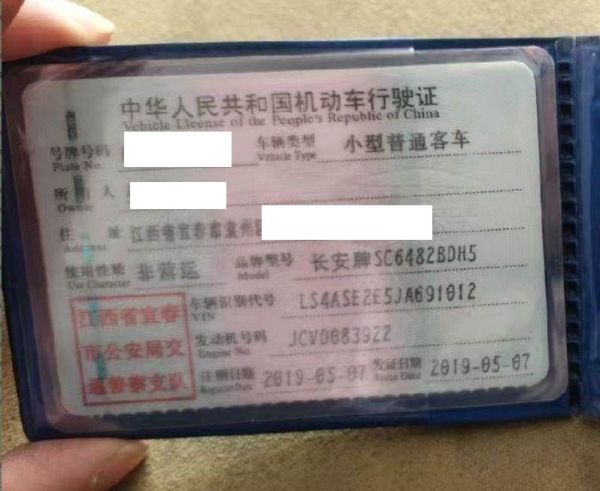 中华人民共和国机动车行驶证
Vehicle License of the People's Republic of China
号牌号码 车辆类型 小型普通客车
Plate No. Vehicle Type
所有人
Owner
住址 江西省宜春市袁州
Address
使用性质 非营运 品牌型号 长安牌SC6482BDH5
Use Character Model
江西省宜春 车辆识别代号 LS4ASE2E5JA691012
VIN
市公安局交 发动机号码 JCVD083922
Engine No.
通警察支队 注册日期 2019-05-07 发证日期 2019-05-07
Register Date Issue Date